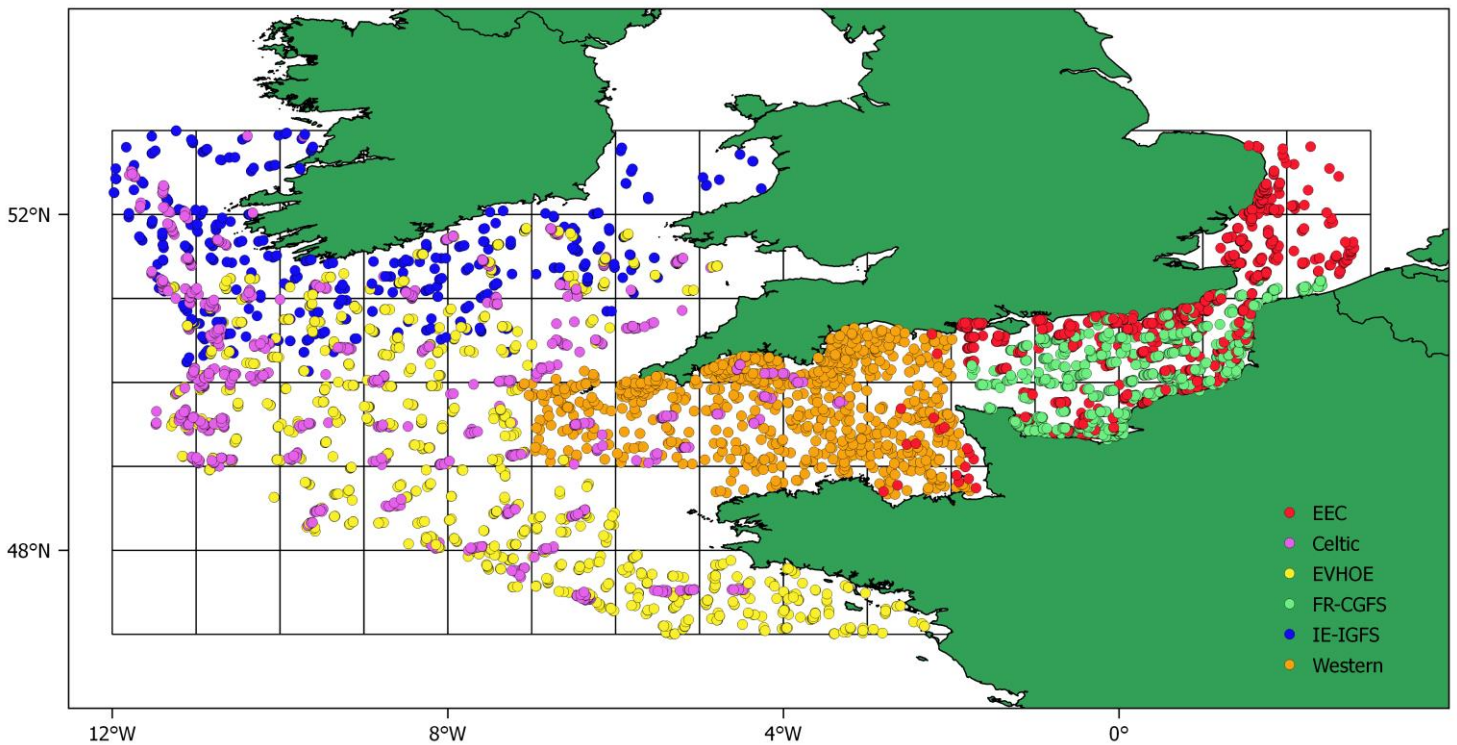 52°N
48°N
12°W
8°W
4°W
0°
EEC
Celtic
EVHOE
FR-CGFS
IE-IGFS
Western